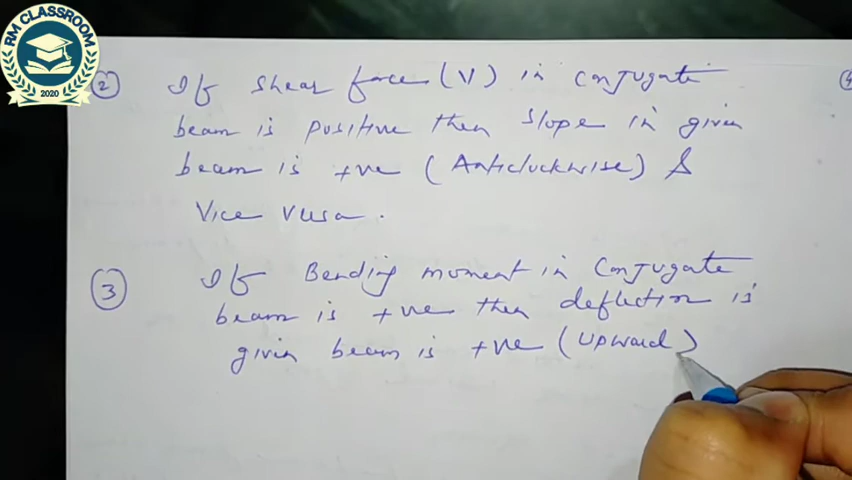 RM CLASSROOM
2020
② If Shear force (V) in Conjugate
beam is positive then slope in given
beam is +ve (Anticlockwise) &
Vice Versa.
③ If Bending moment in Conjugate
beam is +ve then deflection is
given beam is +ve (Upward)